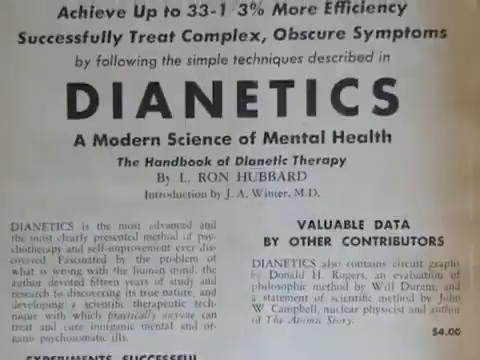 Achieve Up to 33-1/3% More Efficiency
Successfully Treat Complex, Obscure Symptoms
by following the simple techniques described in
DIANETICS
A Modern Science of Mental Health
The Handbook of Dianetic Therapy
By L. RON HUBBARD
Introduction by J. A. Winter, M.D.
DIANETICS is the most advanced and
the most clearly presented method of psy-
chotherapy and self-improvement ever dis-
covered. Fascinated by the problem of
what is wrong with the human mind, the
author devoted fifteen years of study and
research to discovering its true nature, and
developing a scientific therapeutic tech-
nique with which practically anyone can
treat and cure inorganic mental and or-
ganic psychosomatic ills.
EXPERIMENTS SUCCESSFUL
VALUABLE DATA
BY OTHER CONTRIBUTORS
DIANETICS also contains circuit graphs
by Donald H. Rogers, an evaluation of
philosophic method by Will Durant, and
a statement of scientific method by John
W. Campbell, nuclear physicist and author
of The Atomic Story.
$4.00